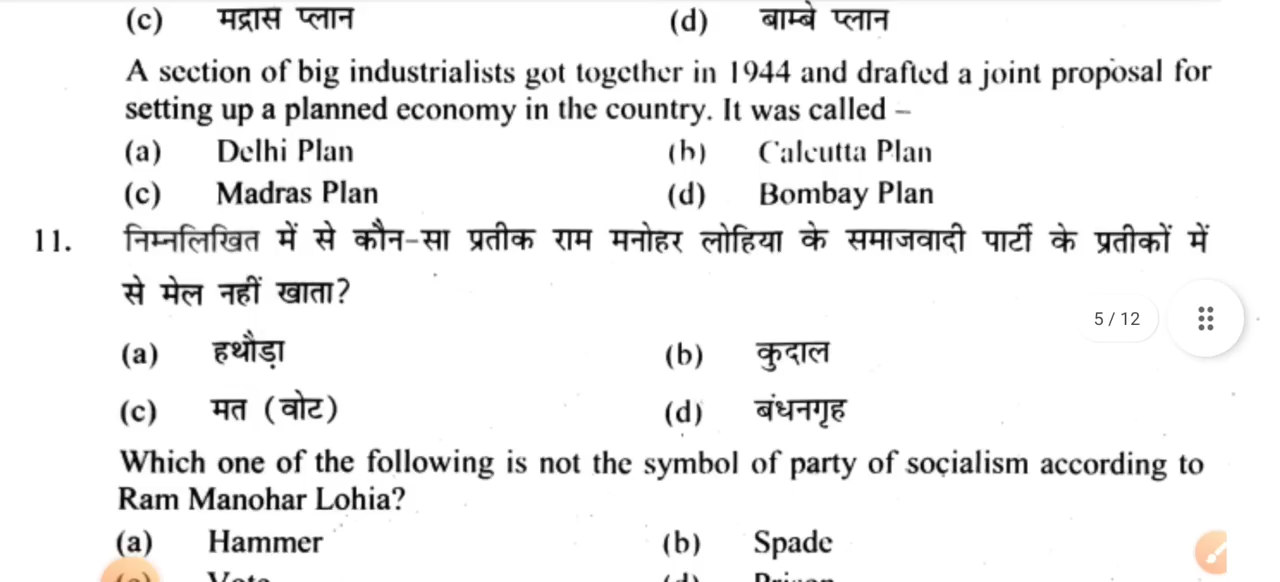 (c) मद्रास प्लान (d) बाम्बे प्लान
A section of big industrialists got together in 1944 and drafted a joint proposal for
setting up a planned economy in the country. It was called –
(a) Delhi Plan (b) Calcutta Plan
(c) Madras Plan (d) Bombay Plan
11. निम्नलिखित में से कौन-सा प्रतीक राम मनोहर लोहिया के समाजवादी पार्टी के प्रतीकों में
से मेल नहीं खाता?
5 / 12
(a) हथौड़ा (b) कुदाल
(c) मत (वोट) (d) बंधनगृह
Which one of the following is not the symbol of party of socialism according to
Ram Manohar Lohia?
(a) Hammer (b) Spade